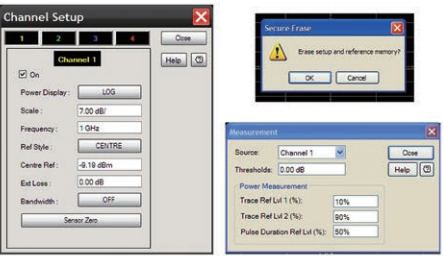 Channel Setup
1 2 3 4
Close
Channel 1
Help
On
Power Display: LOG
Scale: 7.00 dB/
Frequency: 1 GHz
Ref Style: CENTRE
Centre Ref: -9.19 dBm
Ext Loss: 0.00 dB
Bandwidth: OFF
Sensor Zero
Secure Erase
Erase setup and reference memory?
OK Cancel
Measurement
Source: Channel 1
Close
Thresholds: 0.00 dB
Help
Power Measurement
Trace Ref Lvl 1 (%): 10%
Trace Ref Lvl 2 (%): 90%
Pulse Duration Ref Lvl (%): 50%